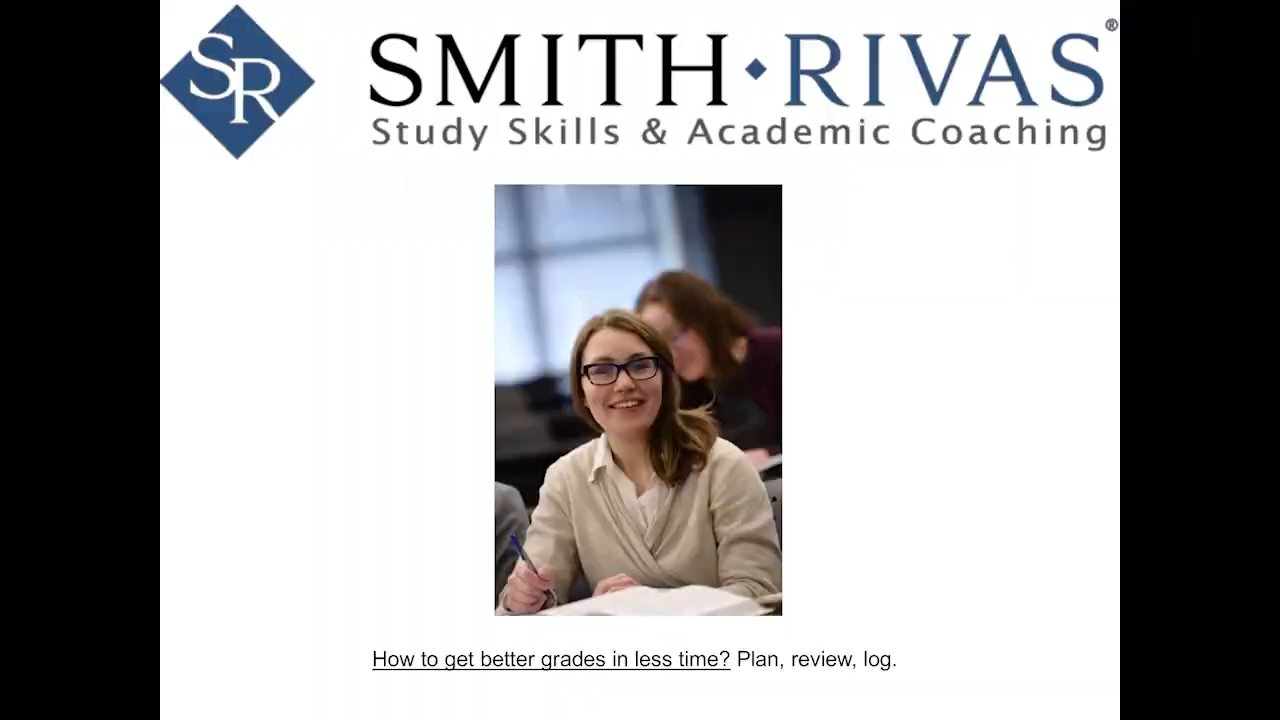 SR
SMITH RIVAS®
Study Skills & Academic Coaching
How to get better grades in less time? Plan, review, log.